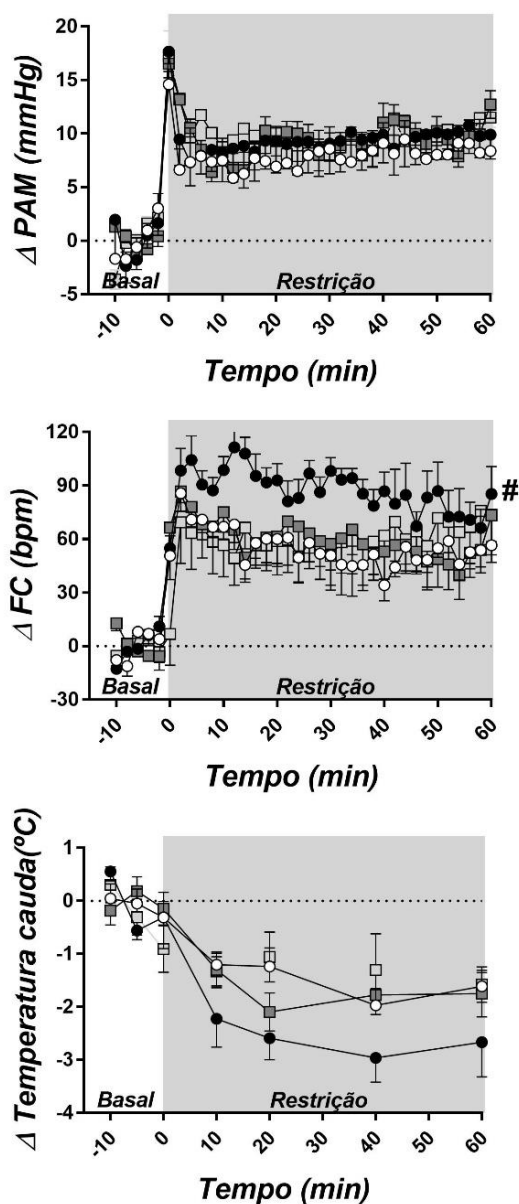 20
15
10
5
0
-5
Δ PAM (mmHg)
Basal
Restrição
-10 0 10 20 30 40 50 60
Tempo (min)
120
90
60
30
0
-30
Δ FC (bpm)
#
Basal
Restrição
-10 0 10 20 30 40 50 60
Tempo (min)
1
0
-1
-2
-3
-4
Δ Temperatura cauda(ºC)
Basal
Restrição
-10 0 10 20 30 40 50 60
Tempo (min)